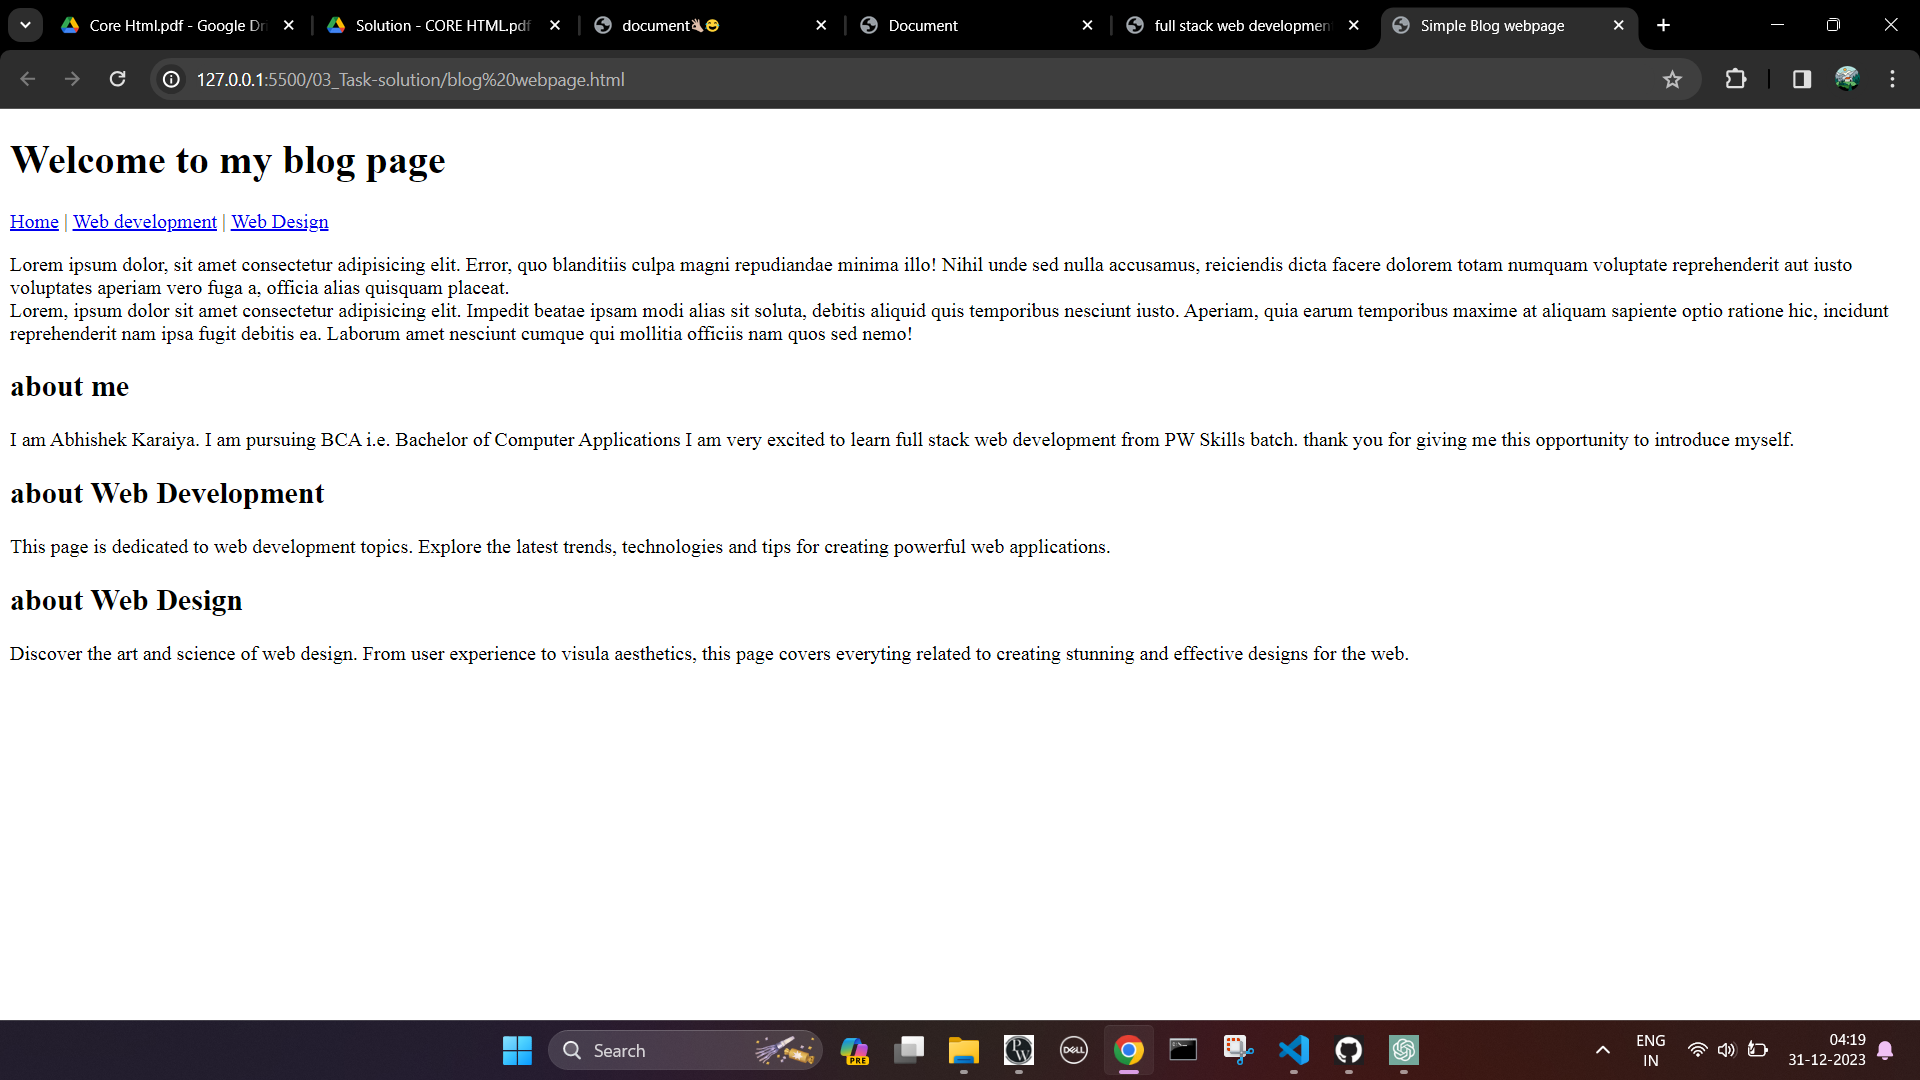 Core Html.pdf - Google Dr
Solution - CORE HTML.pdf
document👌🏻😄
Document
full stack web developmen
Simple Blog webpage
127.0.0.1:5500/03_Task-solution/blog%20webpage.html
Welcome to my blog page
Home | Web development | Web Design
Lorem ipsum dolor, sit amet consectetur adipisicing elit. Error, quo blanditiis culpa magni repudiandae minima illo! Nihil unde sed nulla accusamus, reiciendis dicta facere dolorem totam numquam voluptate reprehenderit aut iusto
voluptates aperiam vero fuga a, officia alias quisquam placeat.
Lorem, ipsum dolor sit amet consectetur adipisicing elit. Impedit beatae ipsam modi alias sit soluta, debitis aliquid quis temporibus nesciunt iusto. Aperiam, quia earum temporibus maxime at aliquam sapiente optio ratione hic, incidunt
reprehenderit nam ipsa fugit debitis ea. Laborum amet nesciunt cumque qui mollitia officiis nam quos sed nemo!
about me
I am Abhishek Karaiya. I am pursuing BCA i.e. Bachelor of Computer Applications I am very excited to learn full stack web development from PW Skills batch. thank you for giving me this opportunity to introduce myself.
about Web Development
This page is dedicated to web development topics. Explore the latest trends, technologies and tips for creating powerful web applications.
about Web Design
Discover the art and science of web design. From user experience to visula aesthetics, this page covers everyting related to creating stunning and effective designs for the web.
Search
PRE
PW
DELL
ENG
IN
04:19
31-12-2023